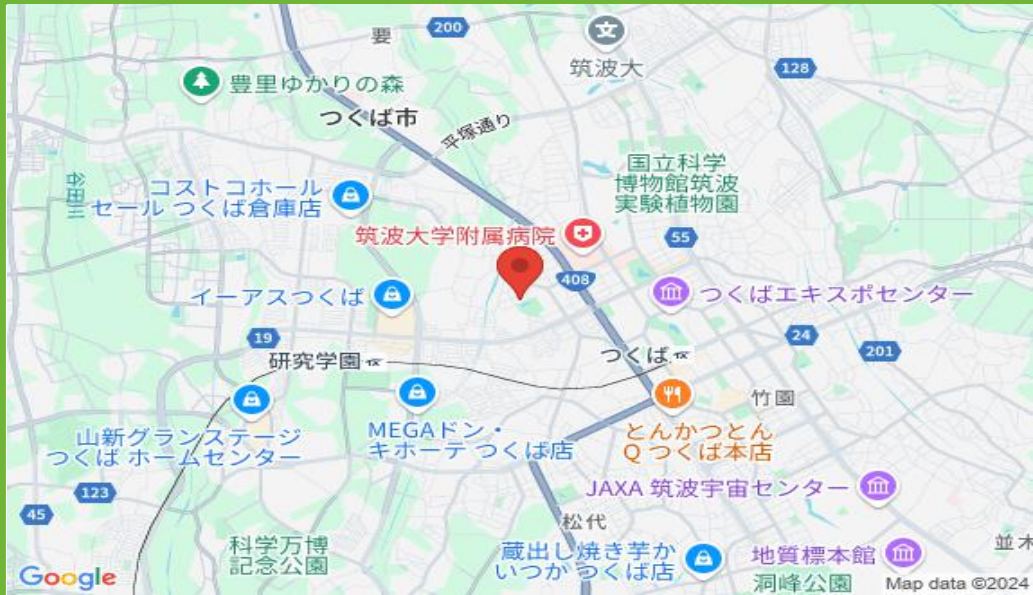 200
要
筑波大
128
豊里ゆかりの森
つくば市
平塚通り
国立科学
博物館筑波
実験植物園
谷田川
コストコホール
セール つくば倉庫店
筑波大学附属病院
55
408
イーアスつくば
つくばエキスポセンター
19
24
201
研究学園
つくば
竹園
山新グランステージ
つくば ホームセンター
MEGAドン・
キホーテ つくば店
とんかつとん
Q つくば本店
123
45
JAXA 筑波宇宙センター
松代
科学万博
記念公園
蔵出し焼き芋か
いつか つくば店
地質標本館
並木
洞峰公園
Google
Map data ©2024